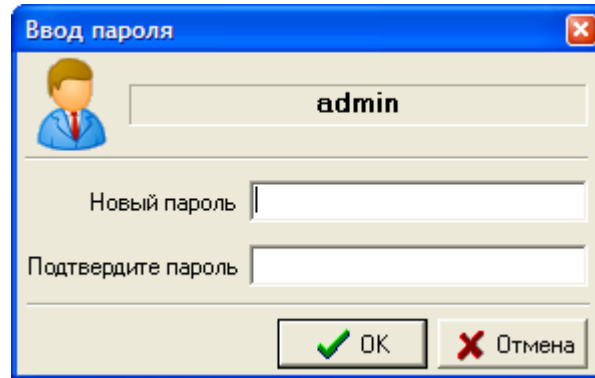 Ввод пароля
admin
Новый пароль
Подтвердите пароль
OK Отмена